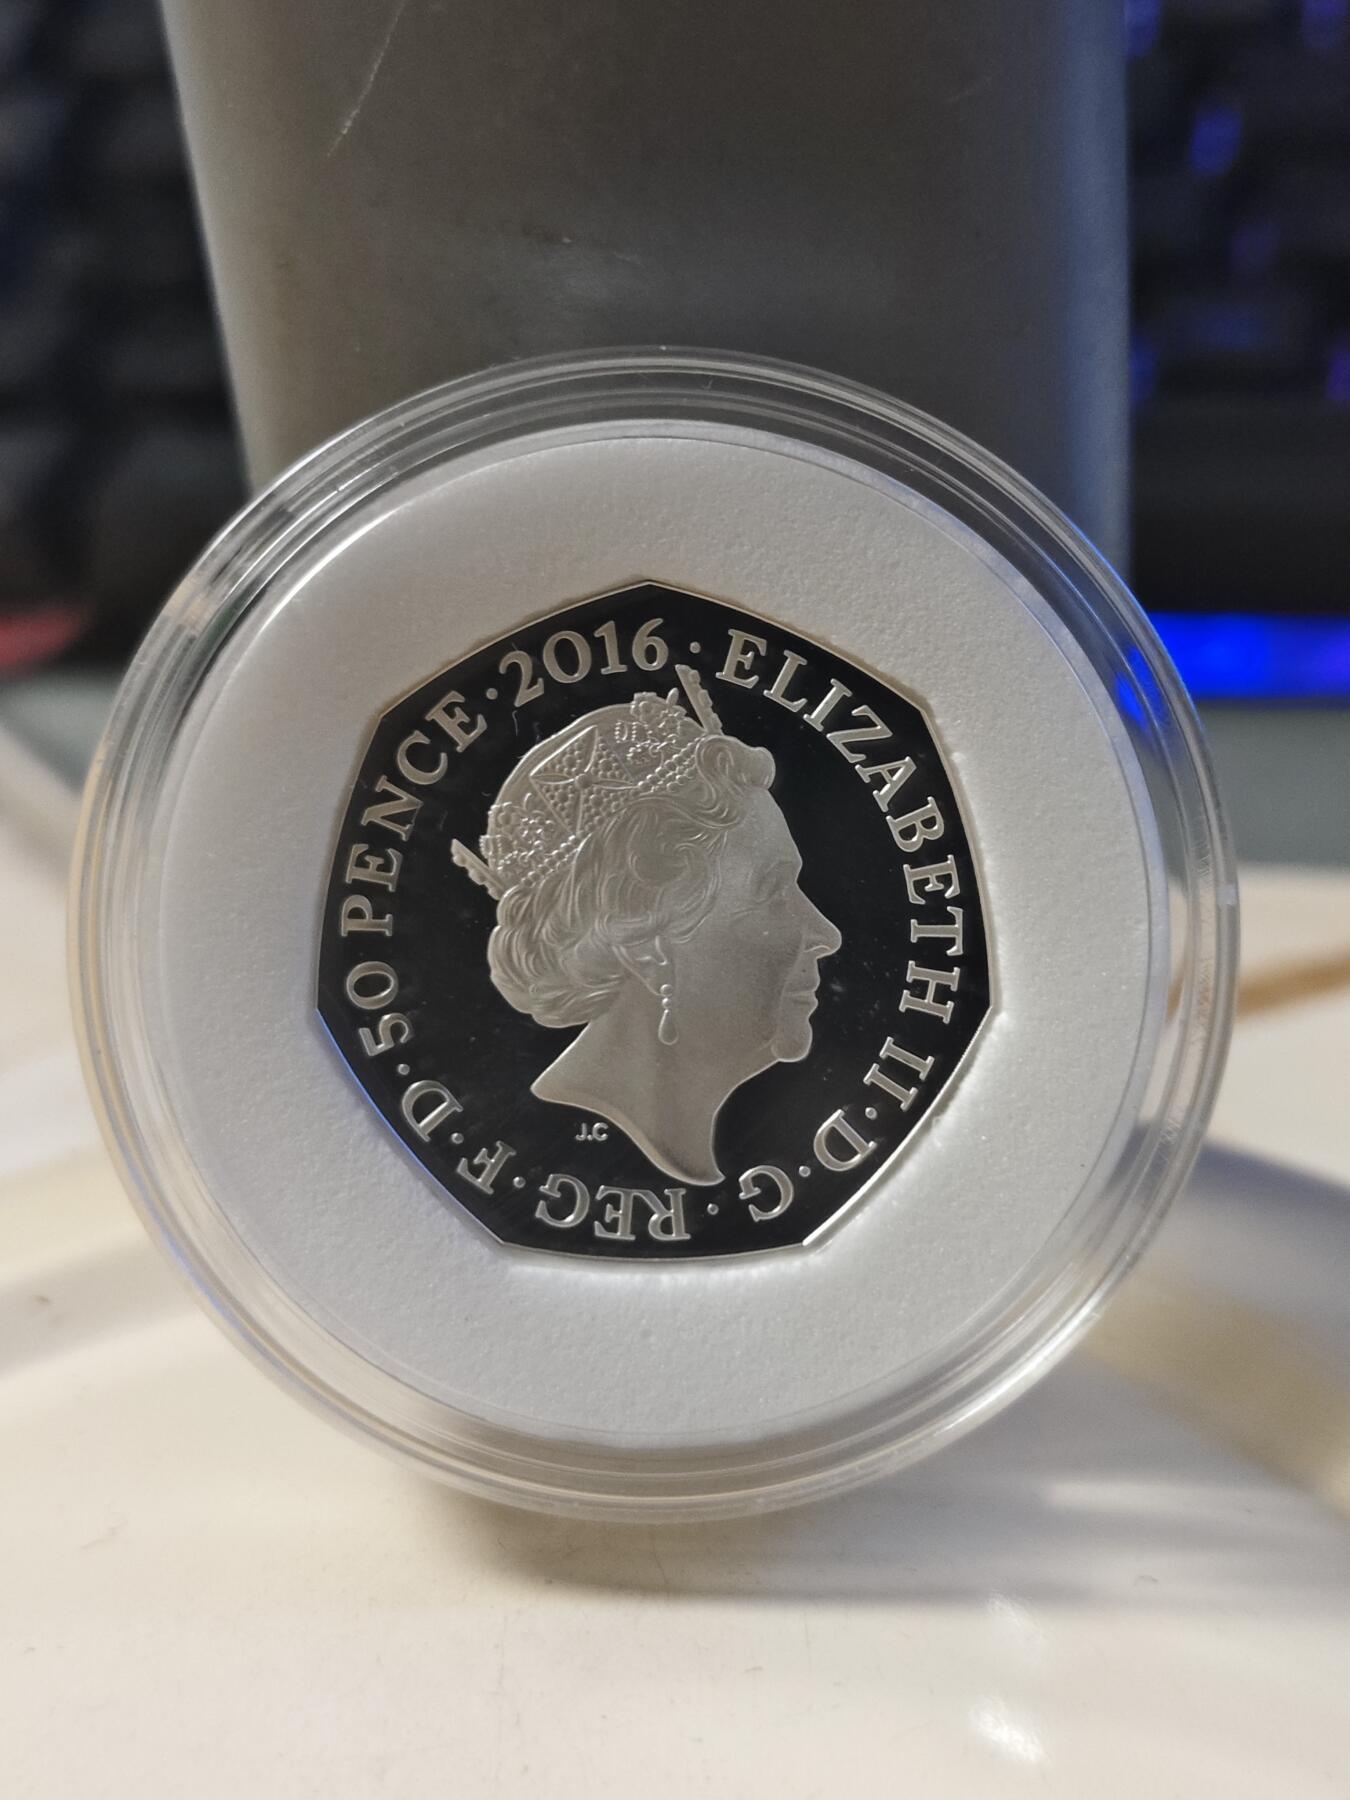 ELIZABETH II · D · G · REG · F · D · 50 PENCE · 2016 ·
J.C